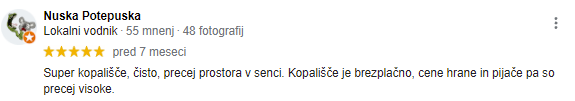 Nuska Potepuska
Lokalni vodnik · 55 mnenj · 48 fotografij
pred 7 meseci
Super kopališče, čisto, precej prostora v senci. Kopališče je brezplačno, cene hrane in pijače pa so
precej visoke.